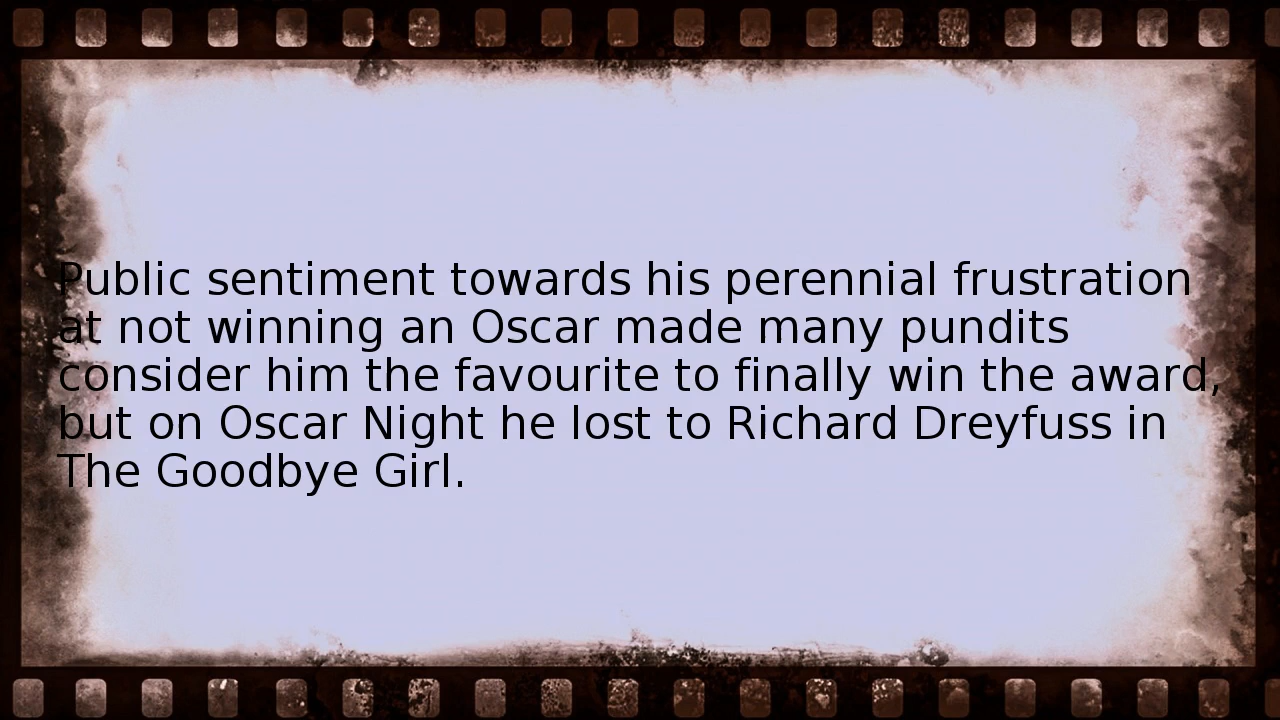 Public sentiment towards his perennial frustration
at not winning an Oscar made many pundits
consider him the favourite to finally win the award,
but on Oscar Night he lost to Richard Dreyfuss in
The Goodbye Girl.